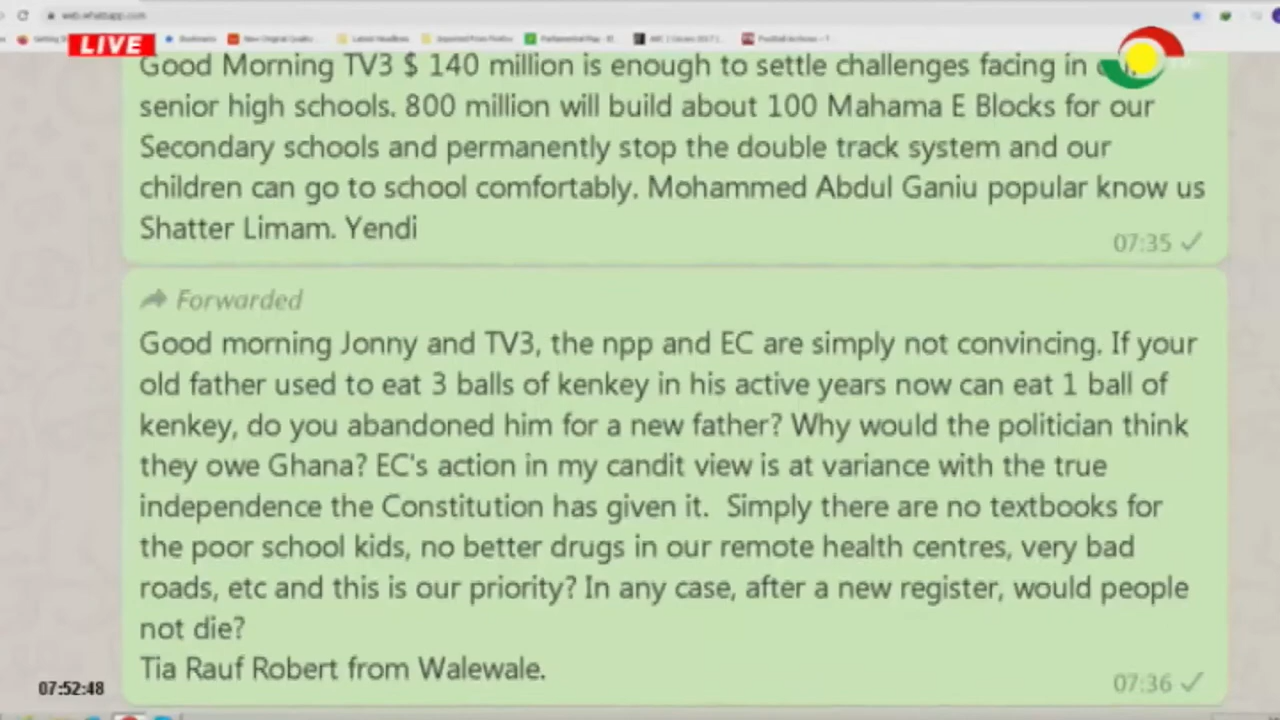 web.whatsapp.com
LIVE
Good Morning TV3 $ 140 million is enough to settle challenges facing in
senior high schools. 800 million will build about 100 Mahama E Blocks for our
Secondary schools and permanently stop the double track system and our
children can go to school comfortably. Mohammed Abdul Ganiu popular know us
Shatter Limam. Yendi
07:35
Forwarded
Good morning Jonny and TV3, the npp and EC are simply not convincing. If your
old father used to eat 3 balls of kenkey in his active years now can eat 1 ball of
kenkey, do you abandoned him for a new father? Why would the politician think
they owe Ghana? EC's action in my candit view is at variance with the true
independence the Constitution has given it.  Simply there are no textbooks for
the poor school kids, no better drugs in our remote health centres, very bad
roads, etc and this is our priority? In any case, after a new register, would people
not die?
Tia Rauf Robert from Walewale.
07:36
07:52:48